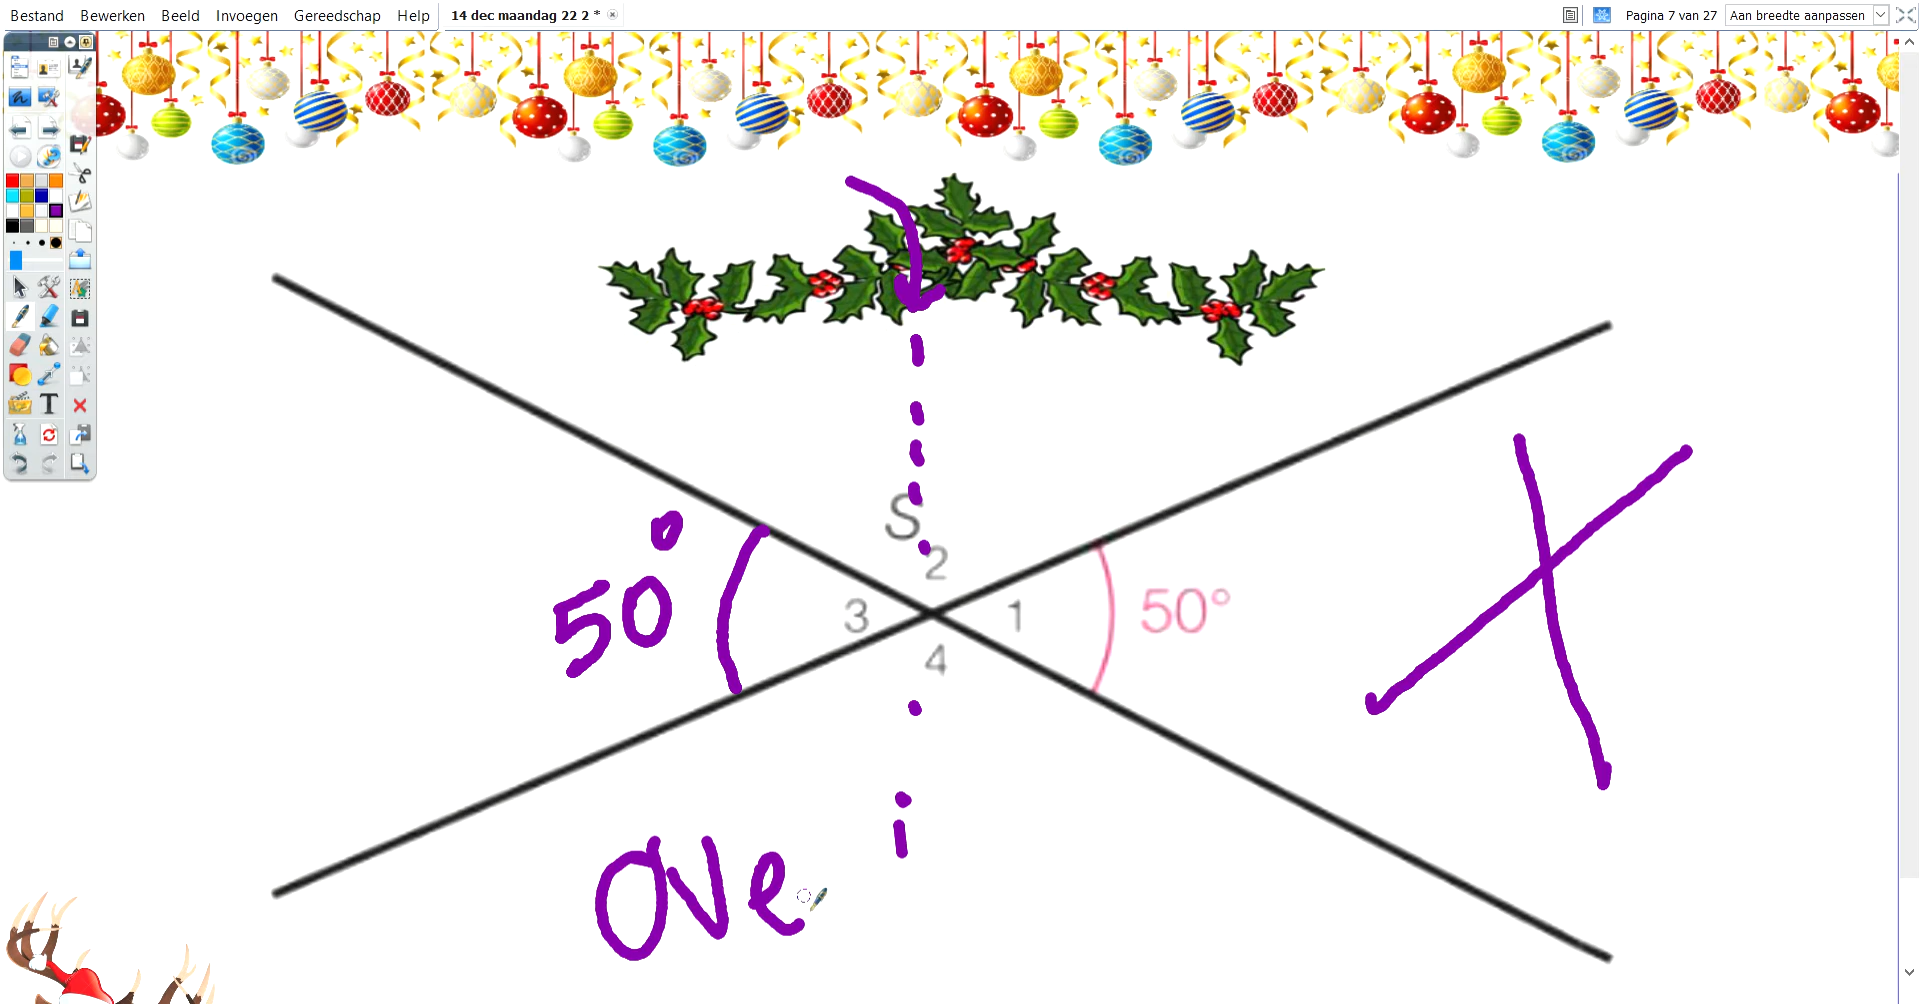 Bestand Bewerken Beeld Invoegen Gereedschap Help 14 dec maandag 22 2 * Pagina 7 van 27 Aan breedte aanpassen
T
S
2
50° 3 1 50°
4
Ove